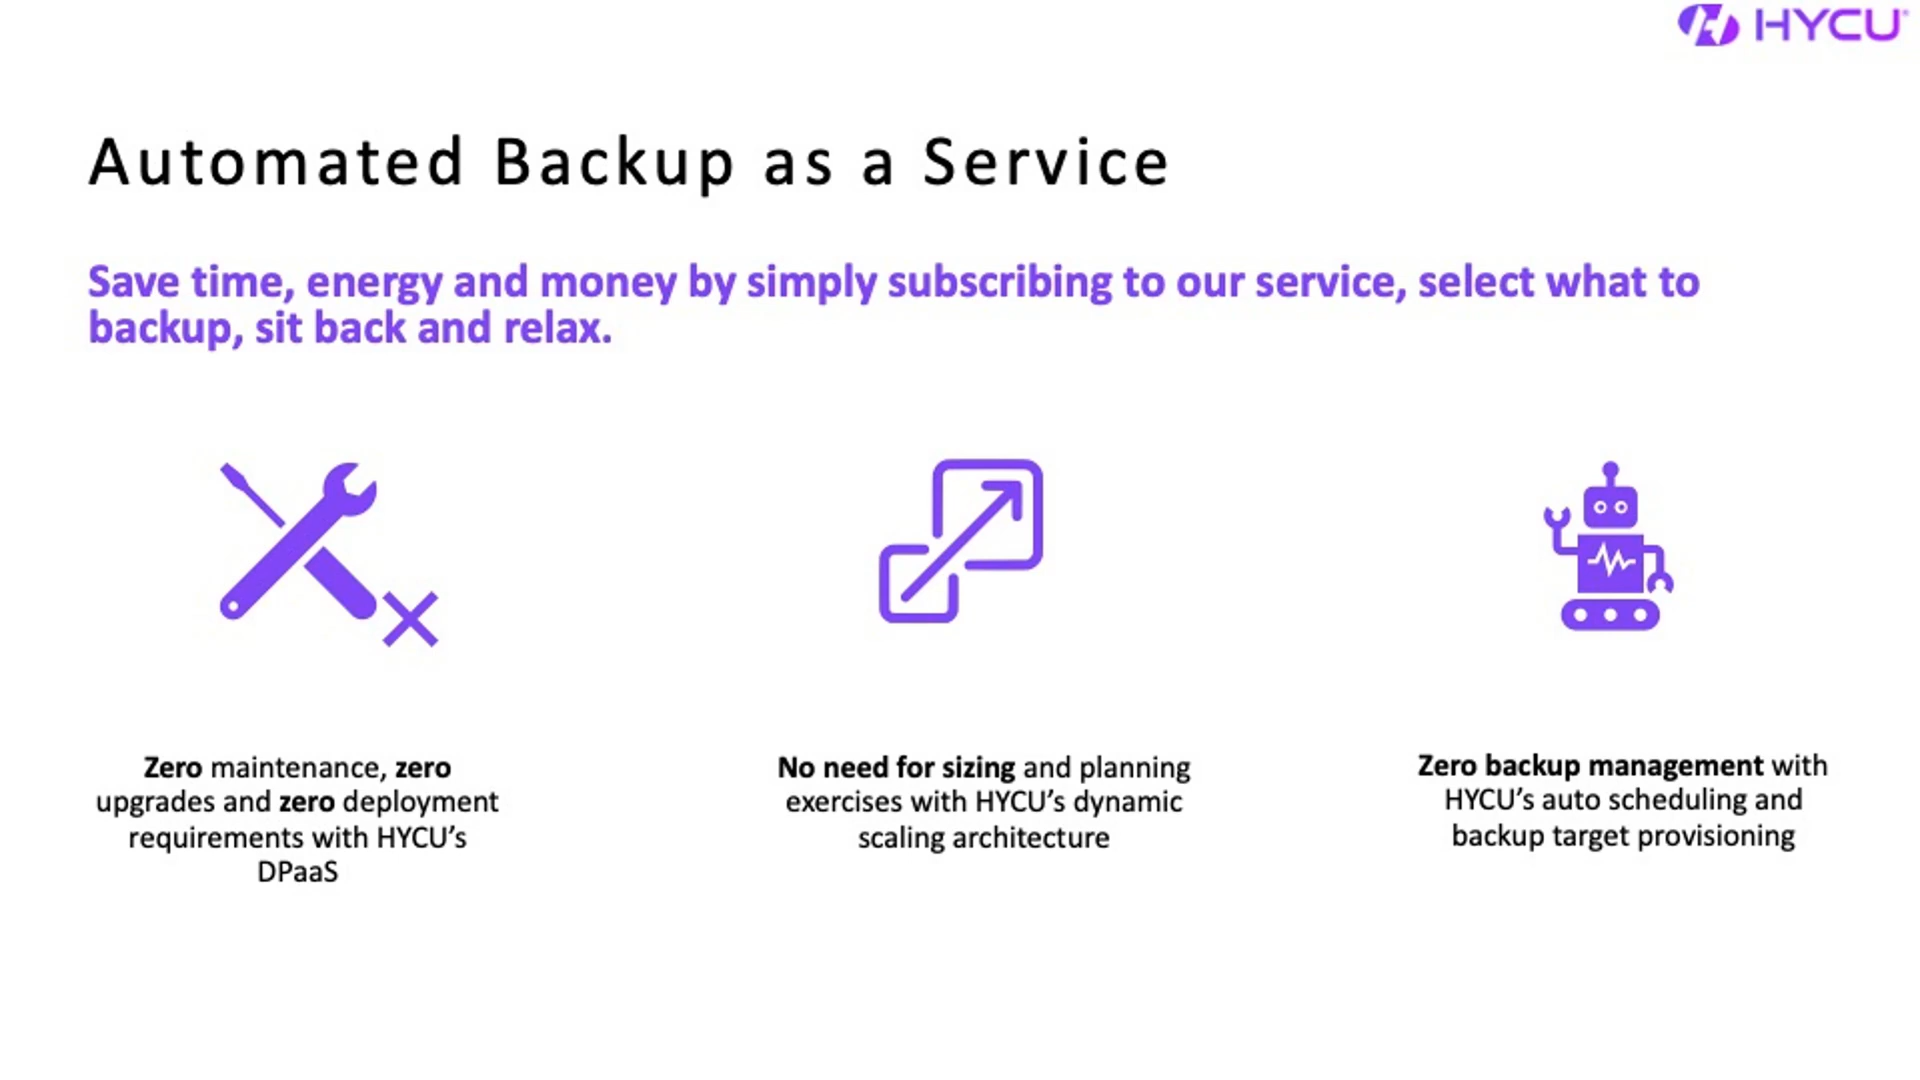 HYCU
Automated Backup as a Service
Save time, energy and money by simply subscribing to our service, select what to
backup, sit back and relax.
Zero maintenance, zero
upgrades and zero deployment
requirements with HYCU’s
DPaaS
No need for sizing and planning
exercises with HYCU’s dynamic
scaling architecture
Zero backup management with
HYCU’s auto scheduling and
backup target provisioning